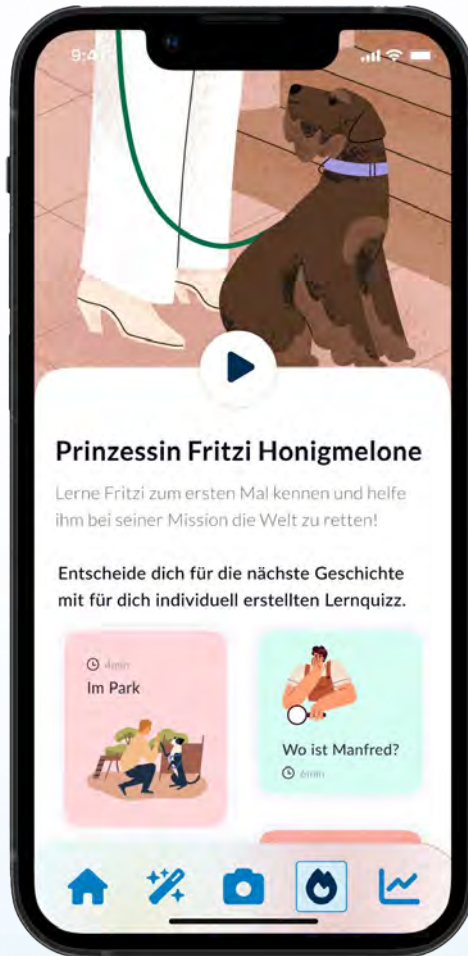 9:41
Prinzessin Fritzi Honigmelone
Lerne Fritzi zum ersten Mal kennen und helfe
ihm bei seiner Mission die Welt zu retten!
Entscheide dich für die nächste Geschichte
mit für dich individuell erstellten Lernquizz.
4min
Im Park
Wo ist Manfred?
6min